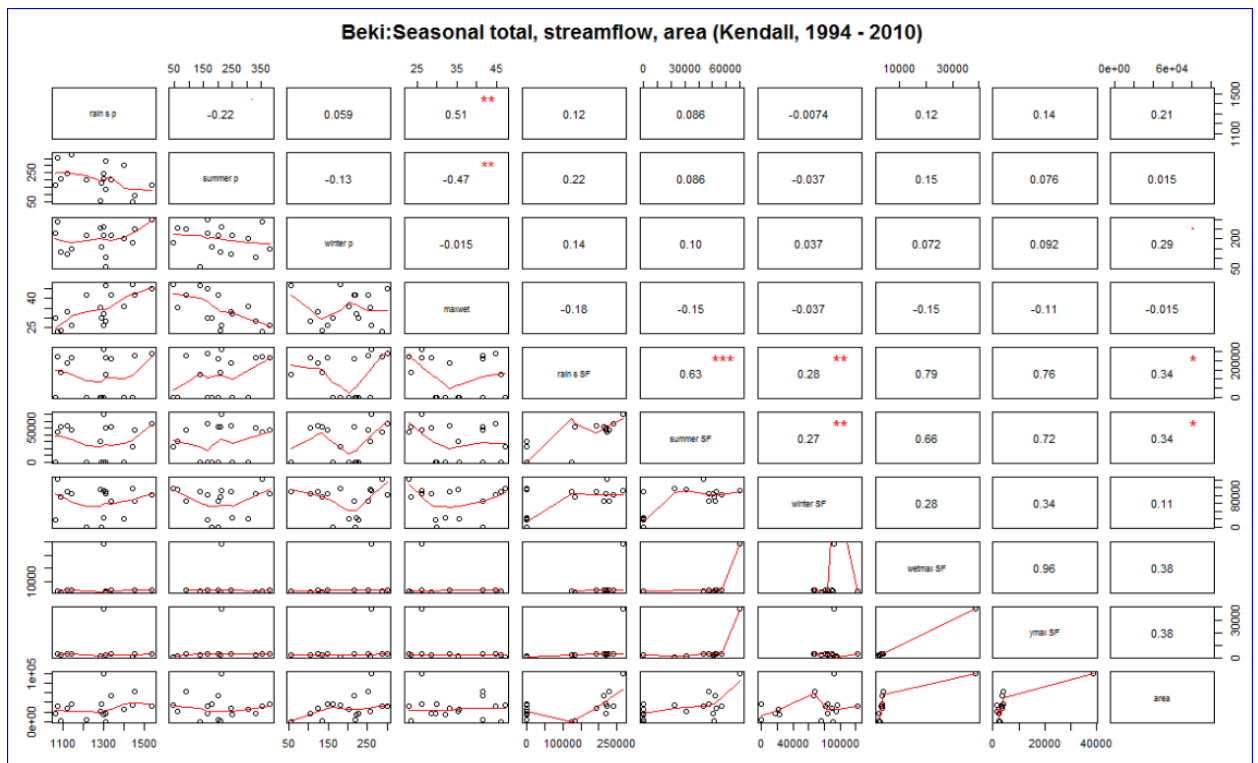 Beki:Seasonal total, streamflow, area (Kendall, 1994 - 2010)
50 150 250 350 25 35 45 0 30000 60000 10000 30000 0e+00 6e+04
rain s p -0.22 . 0.059 0.51 ** 0.12 0.086 -0.0074 0.12 0.14 0.21 1100 1500
50 250 summer p -0.13 -0.47 ** 0.22 0.086 -0.037 0.15 0.076 0.015
winter p -0.015 0.14 0.10 0.037 0.072 0.092 0.29 . 50 200
25 40 maxwet -0.18 -0.15 -0.037 -0.15 -0.11 -0.015
rain s SF 0.63 *** 0.28 ** 0.79 0.76 0.34 * 0 200000
0 50000 summer SF 0.27 ** 0.66 0.72 0.34 *
winter SF 0.28 0.34 0.11 0 80000
10000 wetmax SF 0.96 0.38
ymax SF 0.38 0 30000
0e+00 1e+05 area
1100 1300 1500 50 150 250 0 100000 250000 0 40000 100000 0 20000 40000